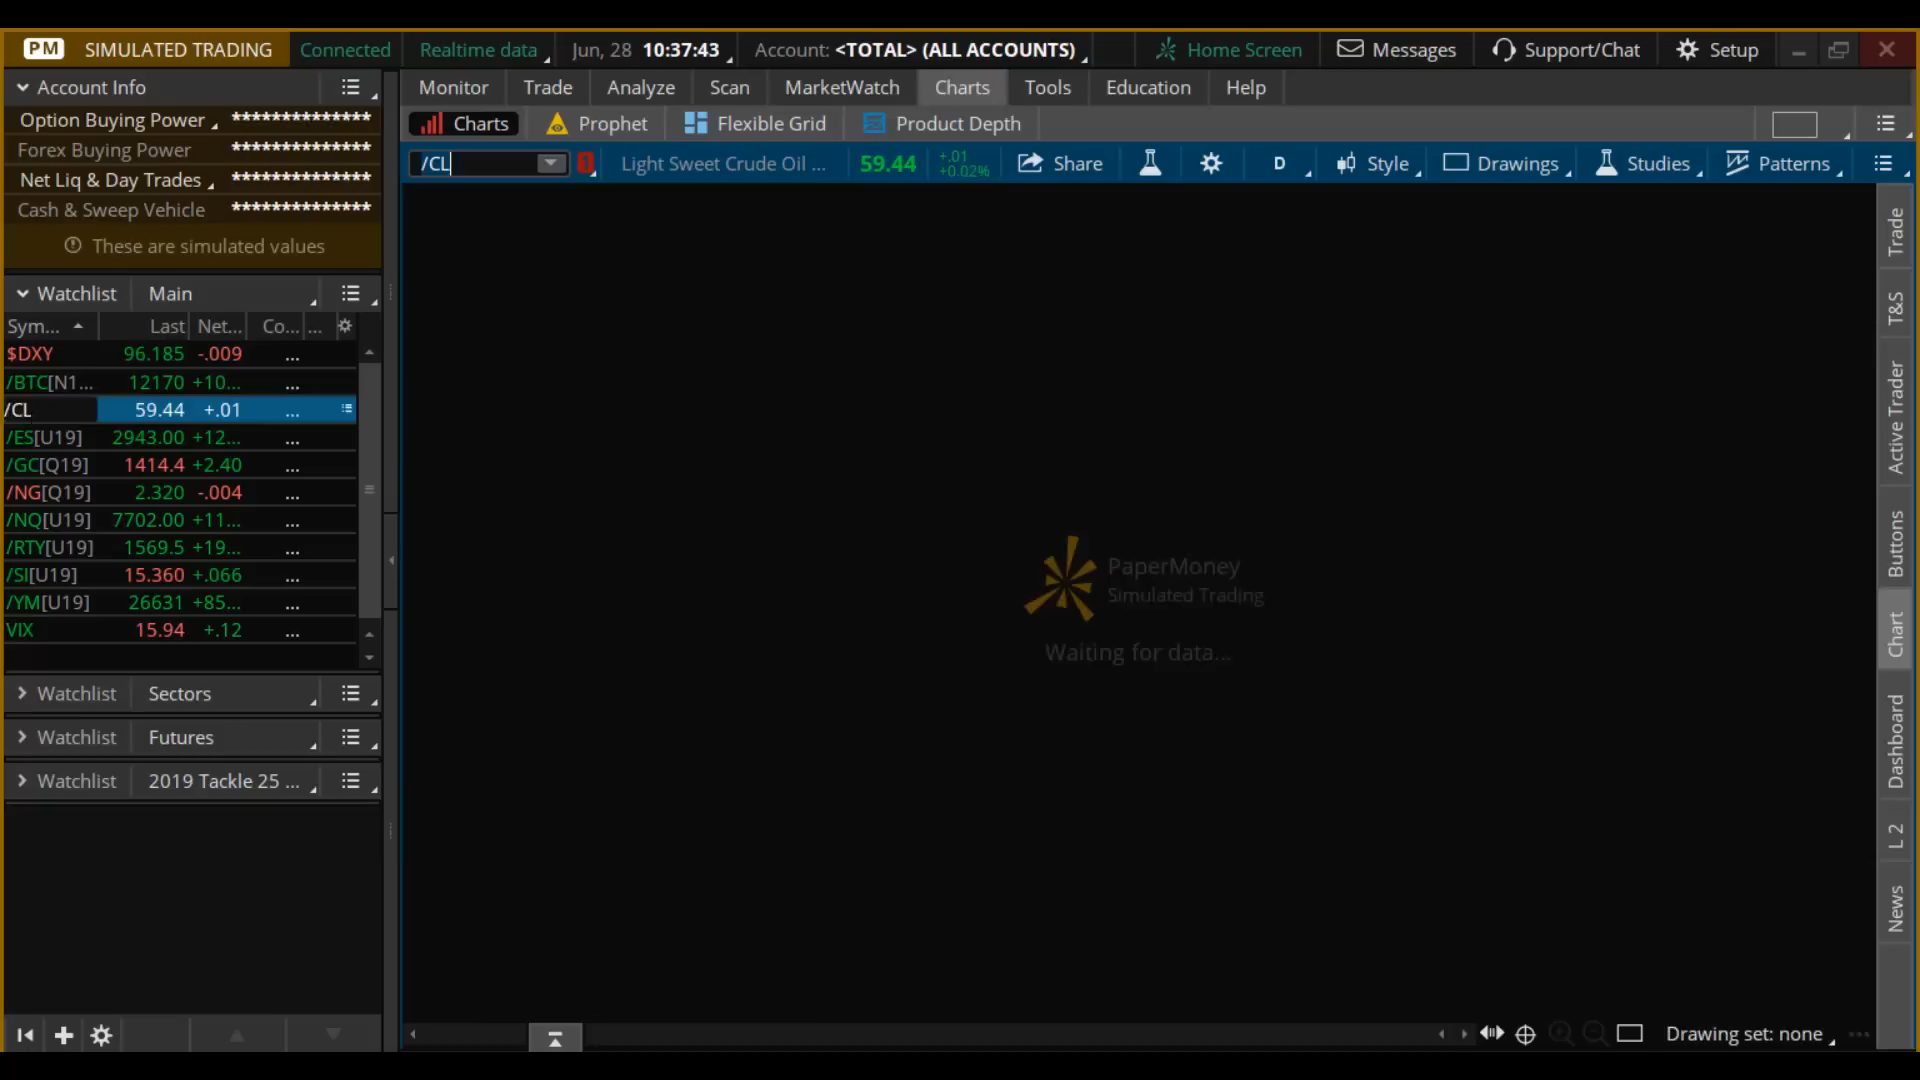 PM SIMULATED TRADING Connected Realtime data Jun, 28 10:37:43 Account: <TOTAL> (ALL ACCOUNTS) Home Screen Messages Support/Chat Setup
Account Info
Option Buying Power **************
Forex Buying Power **************
Net Liq & Day Trades **************
Cash & Sweep Vehicle **************
These are simulated values
Watchlist Main
Sym... Last Net... Co... ...
$DXY 96.185 -.009 ...
/BTC[N1... 12170 +10... ...
/CL 59.44 +.01 ...
/ES[U19] 2943.00 +12... ...
/GC[Q19] 1414.4 +2.40 ...
/NG[Q19] 2.320 -.004 ...
/NQ[U19] 7702.00 +11... ...
/RTY[U19] 1569.5 +19... ...
/SI[U19] 15.360 +.066 ...
/YM[U19] 26631 +85... ...
VIX 15.94 +.12 ...
Watchlist Sectors
Watchlist Futures
Watchlist 2019 Tackle 25 ...
Monitor Trade Analyze Scan MarketWatch Charts Tools Education Help
Charts Prophet Flexible Grid Product Depth
/CL 1 Light Sweet Crude Oil ... 59.44 +.01 Share D Style Drawings Studies Patterns
+0.02%
PaperMoney
Simulated Trading
Waiting for data...
Drawing set: none
Trade
T&S
Active Trader
Buttons
Chart
Dashboard
L 2
News